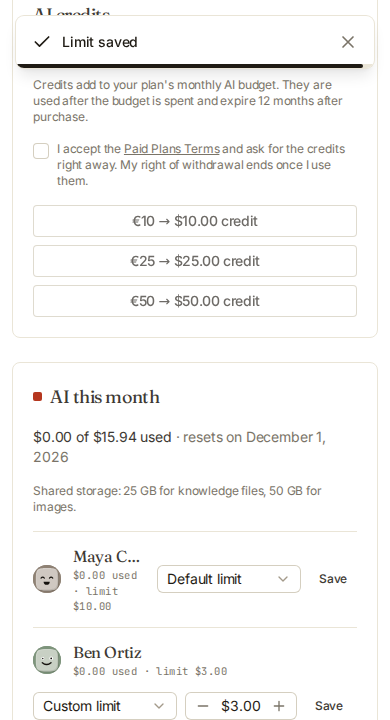 AI credits
Limit saved
Credits add to your plan's monthly AI budget. They are
used after the budget is spent and expire 12 months after
purchase.
I accept the Paid Plans Terms and ask for the credits
right away. My right of withdrawal ends once I use
them.
€10 → $10.00 credit
€25 → $25.00 credit
€50 → $50.00 credit
AI this month
$0.00 of $15.94 used · resets on December 1,
2026
Shared storage: 25 GB for knowledge files, 50 GB for
images.
Maya C...
$0.00 used
· limit
$10.00
Default limit
Save
Ben Ortiz
$0.00 used · limit $3.00
Custom limit
− $3.00 +
Save